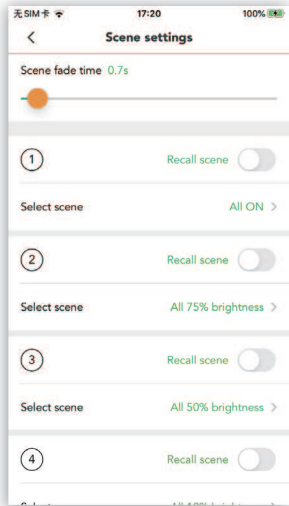 无SIM卡 17:20 100%
Scene settings
Scene fade time 0.7s
1 Recall scene
Select scene All ON
2 Recall scene
Select scene All 75% brightness
3 Recall scene
Select scene All 50% brightness
4 Recall scene